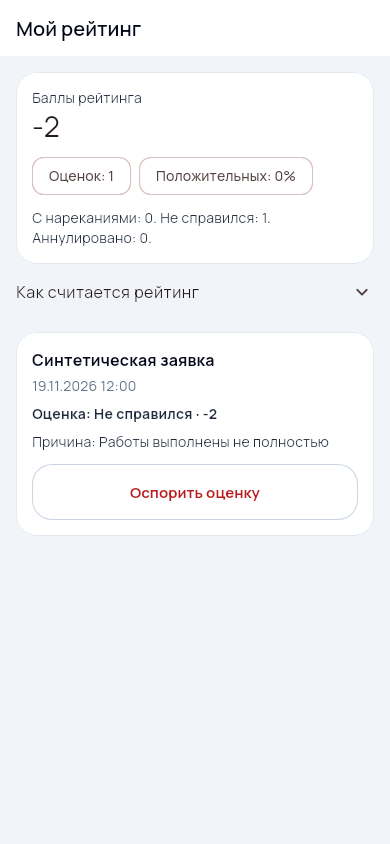 Мой рейтинг
Баллы рейтинга
-2
Оценок: 1
Положительных: 0%
С нареканиями: 0. Не справился: 1.
Аннулировано: 0.
Как считается рейтинг
Синтетическая заявка
19.11.2026 12:00
Оценка: Не справился · -2
Причина: Работы выполнены не полностью
Оспорить оценку